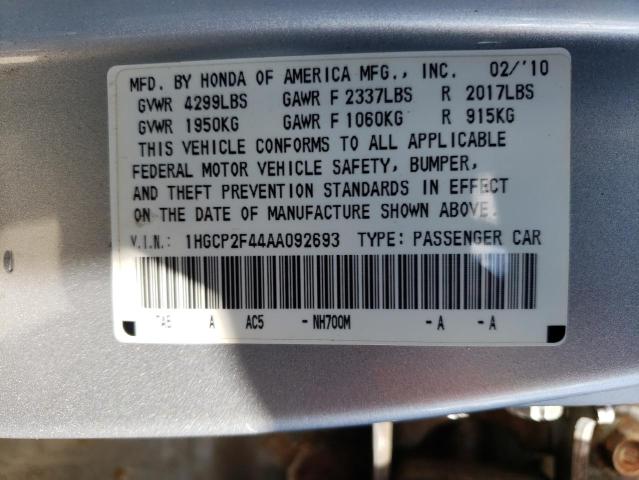 MFD. BY HONDA OF AMERICA MFG., INC. 02/'10
GVWR 4299LBS GAWR F 2337LBS R 2017LBS
GVWR 1950KG GAWR F 1060KG R 915KG
THIS VEHICLE CONFORMS TO ALL APPLICABLE
FEDERAL MOTOR VEHICLE SAFETY, BUMPER,
AND THEFT PREVENTION STANDARDS IN EFFECT
ON THE DATE OF MANUFACTURE SHOWN ABOVE.
V.I.N.: 1HGCP2F44AA092693 TYPE: PASSENGER CAR
A AC5 - NH700M - A - A